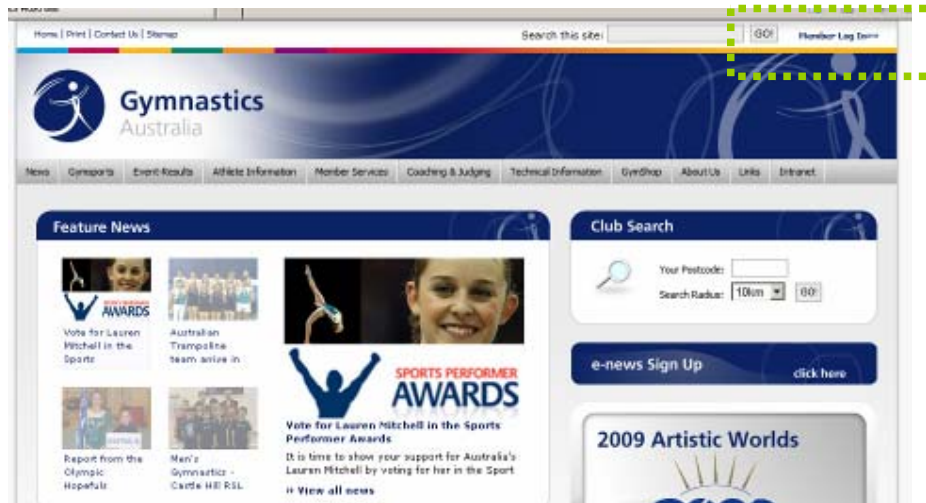 Home | Print | Contact Us | Sitemap
Search this site: GO! Member Log In>>
Gymnastics
Australia
News Gymsports Event Results Athlete Information Member Services Coaching & Judging Technical Information GymShop About Us Links Intranet
Feature News
SPORTS PERFORMER
AWARDS
Vote for Lauren
Mitchell in the
Sports
Australian
Trampoline
team arrive in
Report from the
Olympic
Hopefuls
Men's
Gymnastics -
Castle Hill RSL
SPORTS PERFORMER
AWARDS
Vote for Lauren Mitchell in the Sports
Performer Awards
It is time to show your support for Australia's
Lauren Mitchell by voting for her in the Sport
» View all news
Club Search
Your Postcode:
Search Radius: 10km GO!
e-news Sign Up
click here
2009 Artistic Worlds